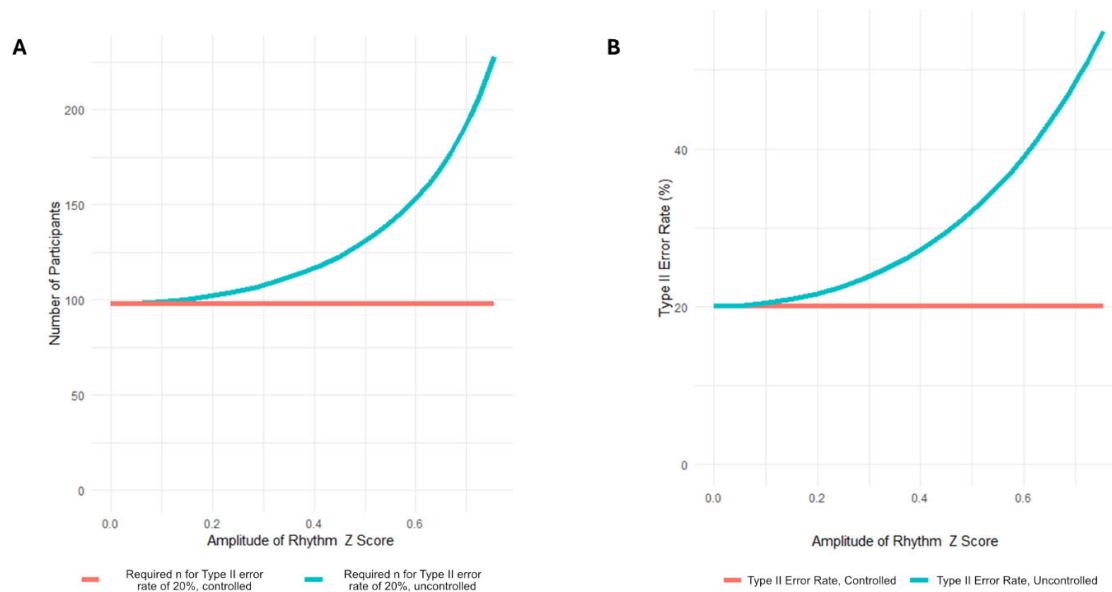 A
Number of Participants
200
150
100
50
0
0.0
0.2
0.4
0.6
Amplitude of Rhythm Z Score
Required n for Type II error
rate of 20%, controlled
Required n for Type II error
rate of 20%, uncontrolled
B
Type II Error Rate (%)
40
20
0
0.0
0.2
0.4
0.6
Amplitude of Rhythm Z Score
Type II Error Rate, Controlled
Type II Error Rate, Uncontrolled